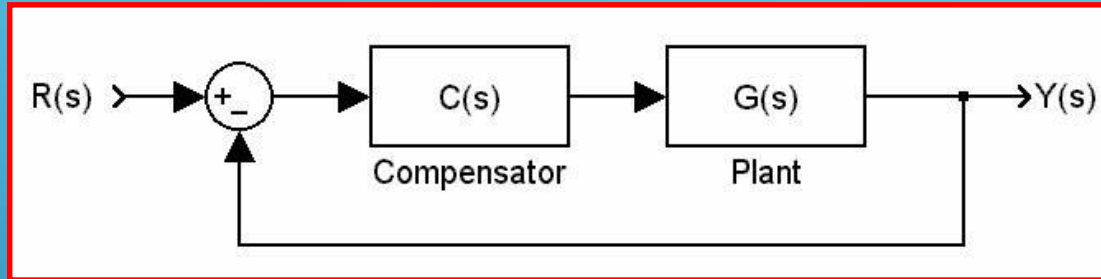 R(s) + C(s) G(s) Y(s)
−
Compensator Plant